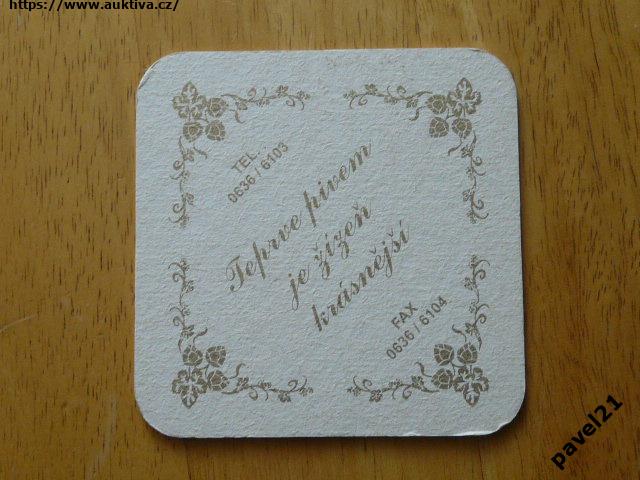 https://www.auktiva.cz/
TEL.
0636 / 6103
Teprve pivem
je žízeň
krásnější
FAX
0636 / 6104
pavel21